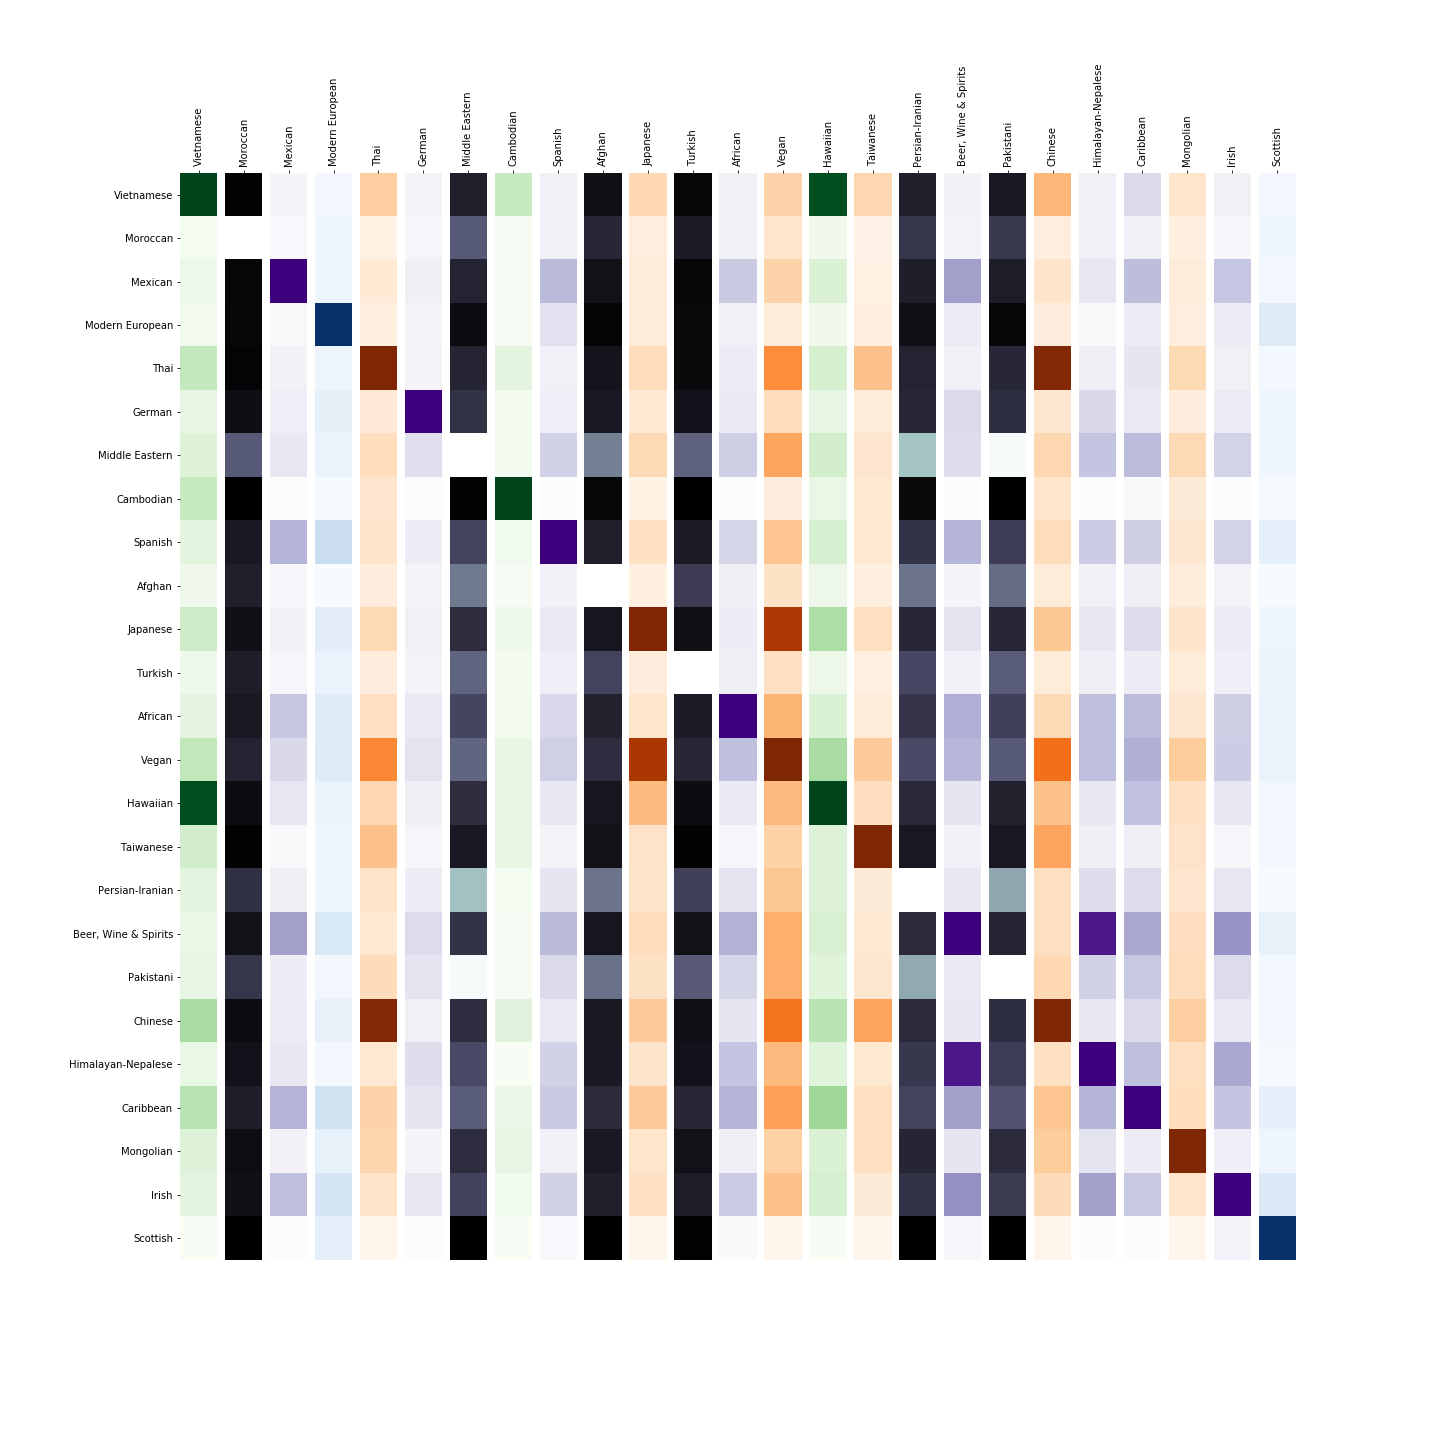 Vietnamese
Moroccan
Mexican
Modern European
Thai
German
Middle Eastern
Cambodian
Spanish
Afghan
Japanese
Turkish
African
Vegan
Hawaiian
Taiwanese
Persian-Iranian
Beer, Wine & Spirits
Pakistani
Chinese
Himalayan-Nepalese
Caribbean
Mongolian
Irish
Scottish
Vietnamese
Moroccan
Mexican
Modern European
Thai
German
Middle Eastern
Cambodian
Spanish
Afghan
Japanese
Turkish
African
Vegan
Hawaiian
Taiwanese
Persian-Iranian
Beer, Wine & Spirits
Pakistani
Chinese
Himalayan-Nepalese
Caribbean
Mongolian
Irish
Scottish